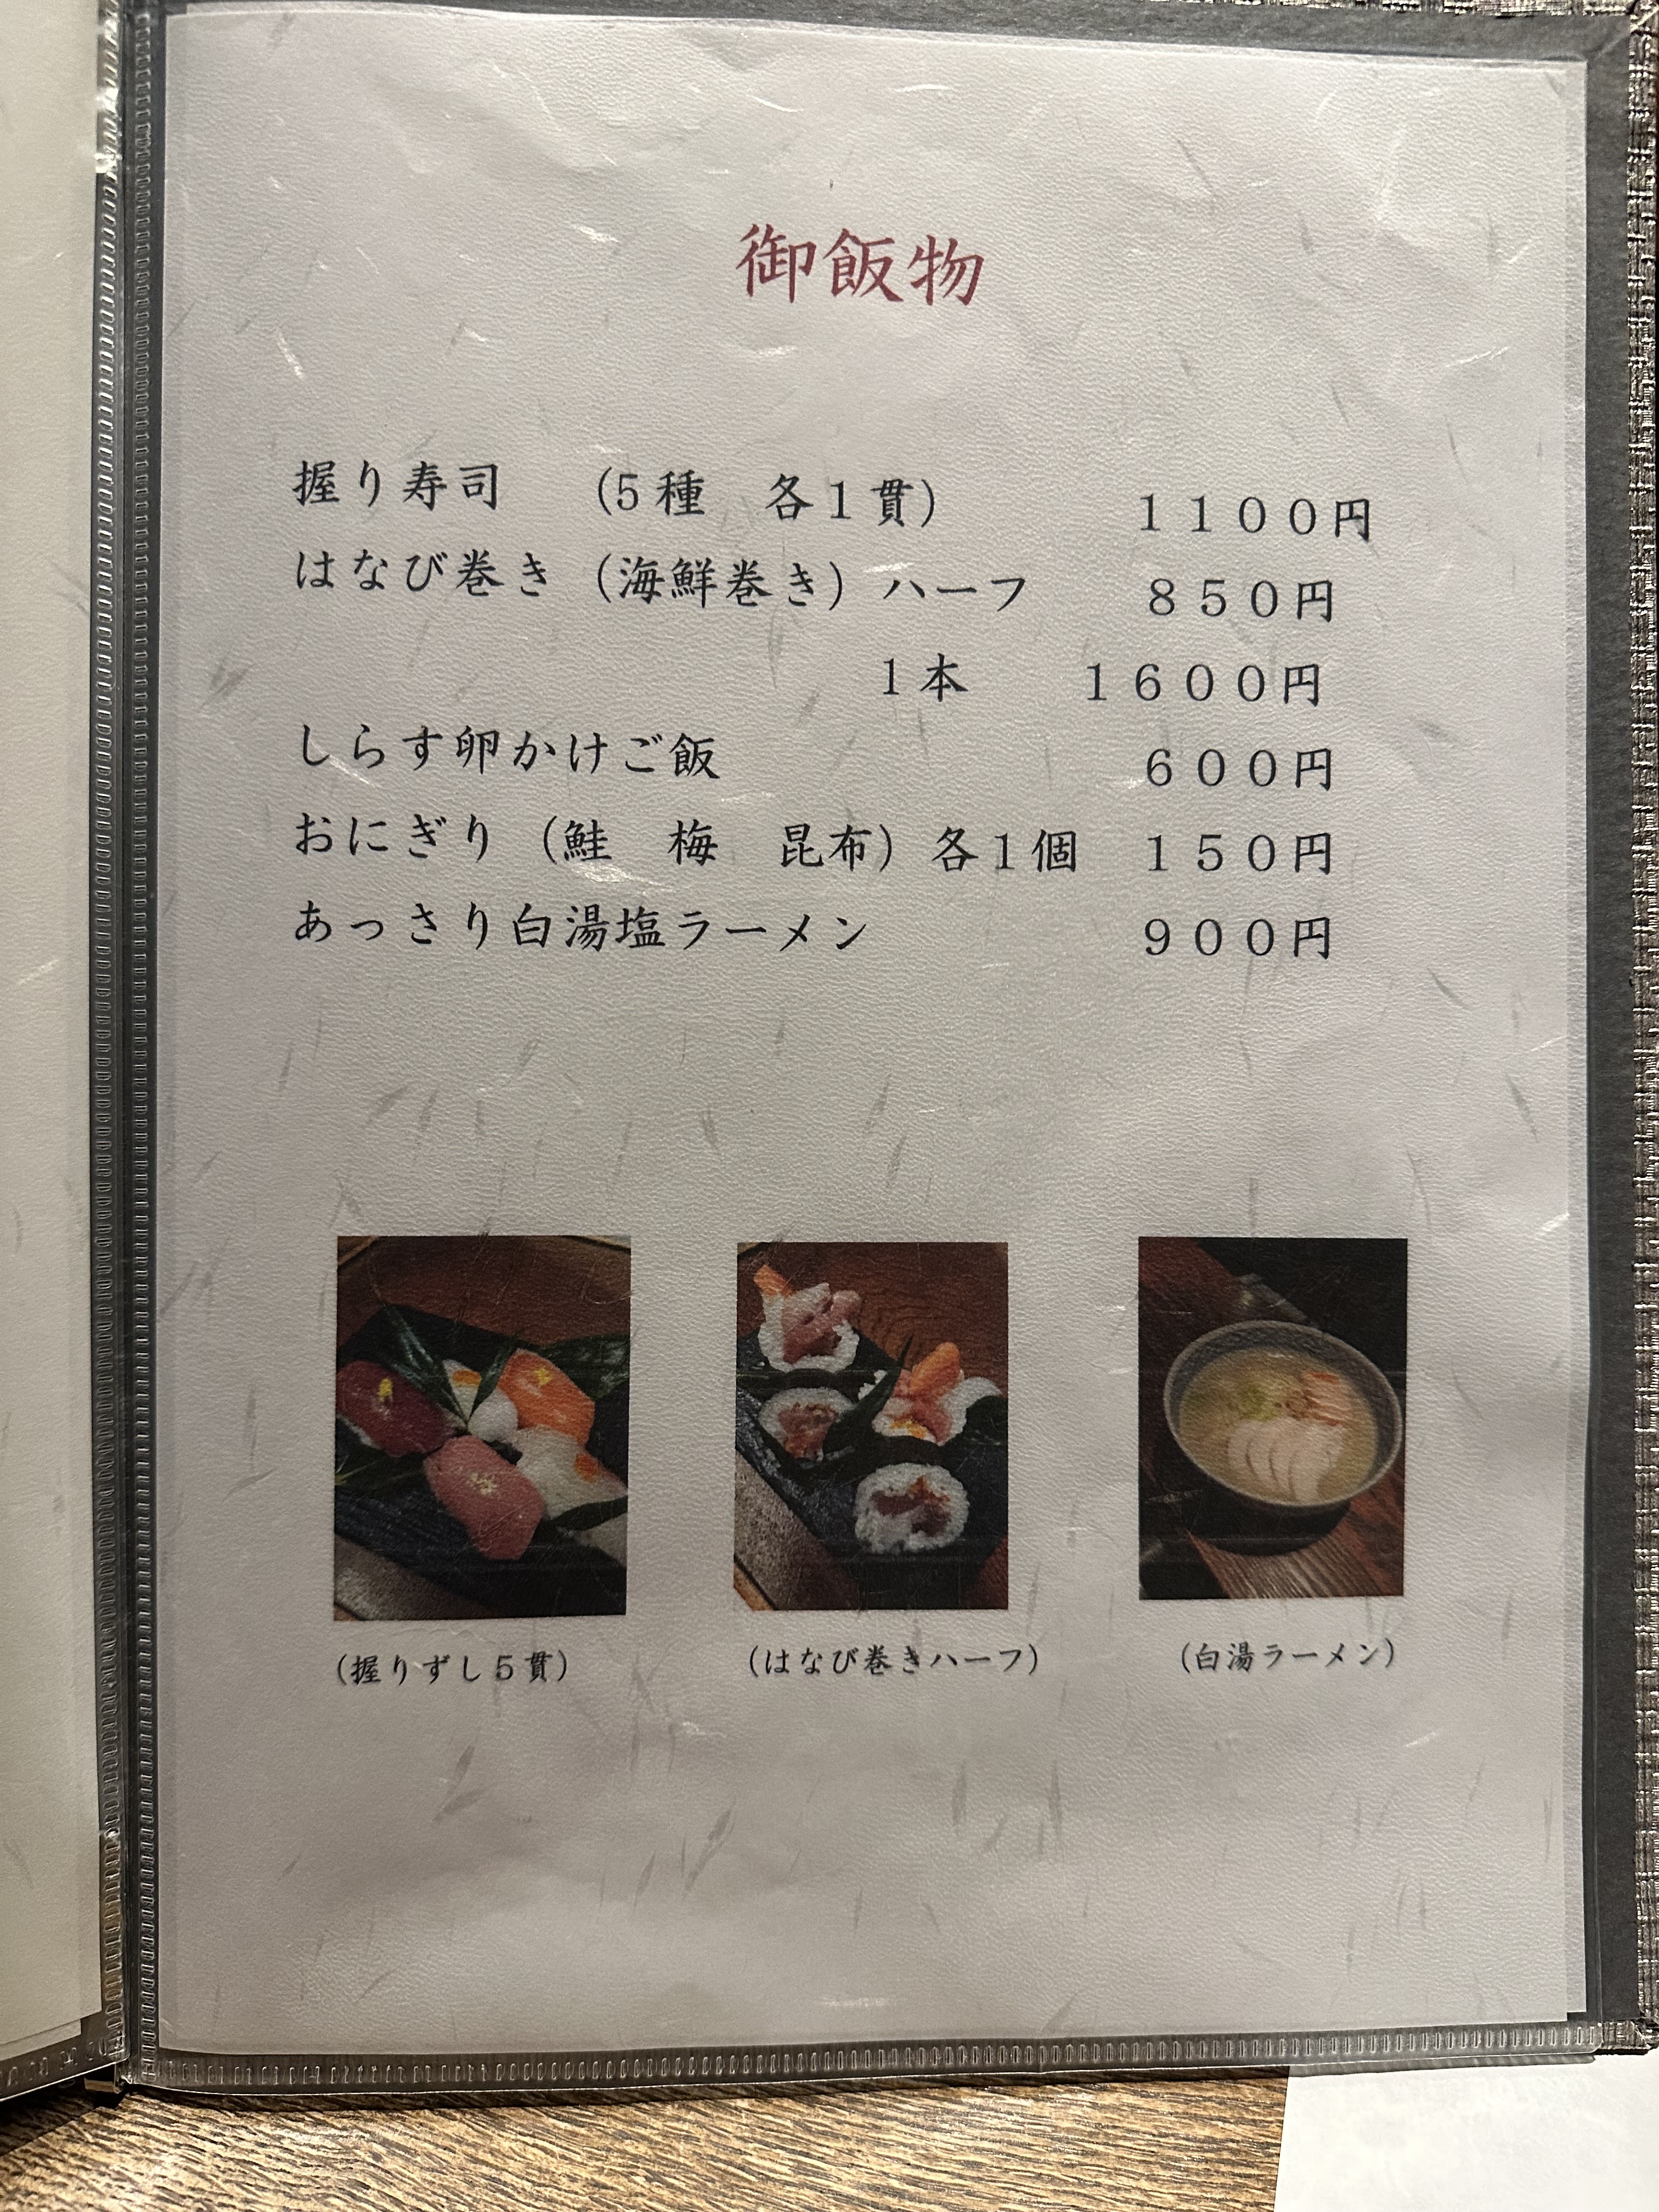 御飯物
握り寿司　（５種　各１貫）　１１００円
はなび巻き（海鮮巻き）ハーフ　８５０円
１本　１６００円
しらす卵かけご飯　６００円
おにぎり（鮭　梅　昆布）各１個　１５０円
あっさり白湯塩ラーメン　９００円
（握りずし５貫）　（はなび巻きハーフ）　（白湯ラーメン）